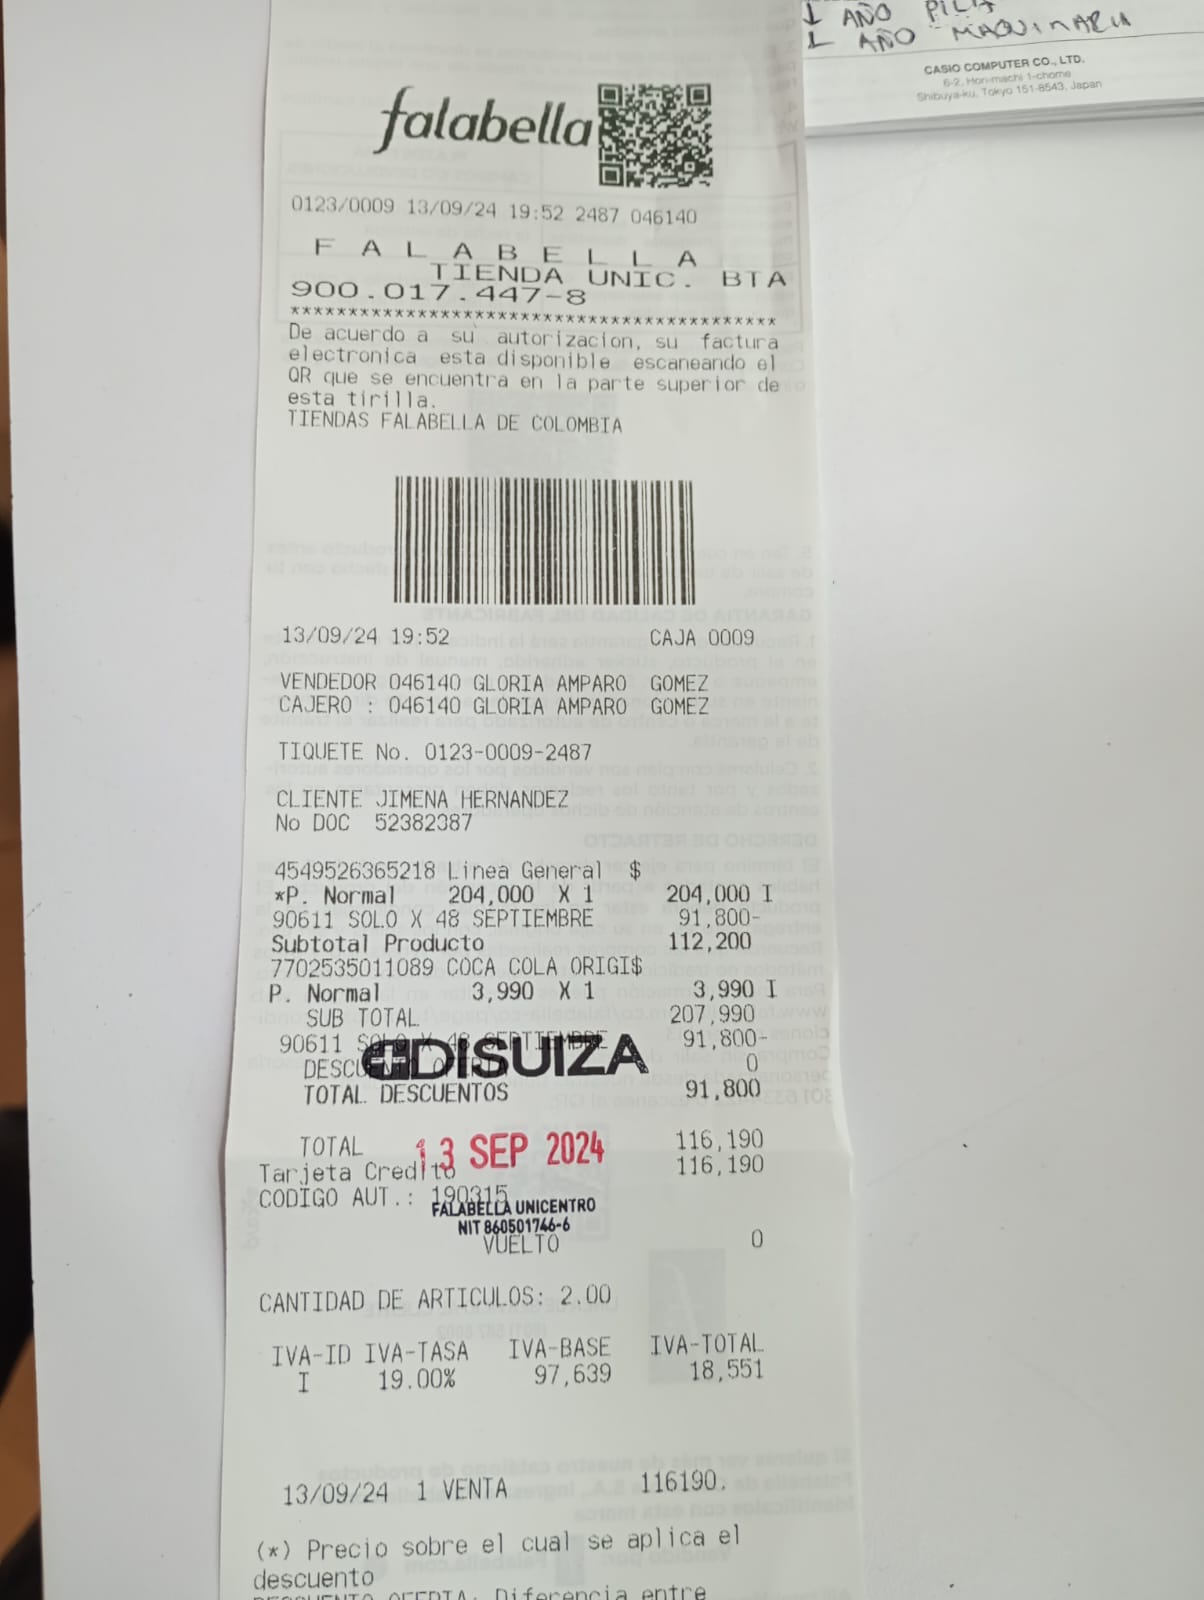 1 AÑO PILA
1 AÑO MAQUINARIA
CASIO COMPUTER CO., LTD.
6-2, Hon-machi 1-chome
Shibuya-ku, Tokyo 151-8543, Japan
falabella
0123/0009 13/09/24 19:52 2487 046140
F A L A B E L L A
TIENDA UNIC. BTA
900.017.447-8
******************************************
De acuerdo a su autorizacion, su factura
electronica esta disponible escaneando el
QR que se encuentra en la parte superior de
esta tirilla.
TIENDAS FALABELLA DE COLOMBIA
13/09/24 19:52 CAJA 0009
VENDEDOR 046140 GLORIA AMPARO GOMEZ
CAJERO : 046140 GLORIA AMPARO GOMEZ
TIQUETE No. 0123-0009-2487
CLIENTE JIMENA HERNANDEZ
No DOC 52382387
4549526365218 Linea General $
*P. Normal 204,000 X 1 204,000 I
90611 SOLO X 48 SEPTIEMBRE 91,800-
Subtotal Producto 112,200
7702535011089 COCA COLA ORIGI$
P. Normal 3,990 X 1 3,990 I
SUB TOTAL 207,990
90611 SOLO X 48 SEPTIEMBRE 91,800-
DISUIZA
DESCUENTO OFERTA 0
TOTAL DESCUENTOS 91,800
TOTAL 116,190
13 SEP 2024
Tarjeta Credito 116,190
CODIGO AUT.: 190315
FALABELLA UNICENTRO
NIT 860501746-6
VUELTO 0
CANTIDAD DE ARTICULOS: 2.00
IVA-ID IVA-TASA IVA-BASE IVA-TOTAL
I 19.00% 97,639 18,551
13/09/24 1 VENTA 116190.
(*) Precio sobre el cual se aplica el
descuento
DESCUENTO OFERTA. Diferencia entre